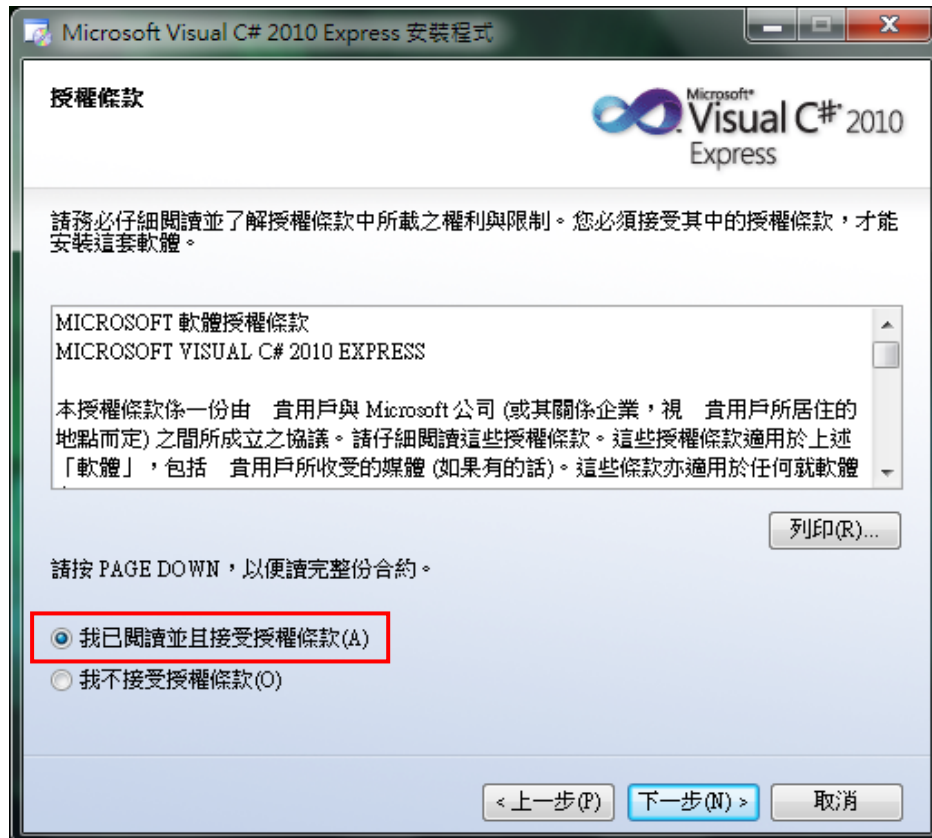 Microsoft Visual C# 2010 Express 安裝程式
授權條款
Microsoft®
Visual C#® 2010
Express
請務必仔細閱讀並了解授權條款中所載之權利與限制。您必須接受其中的授權條款，才能
安裝這套軟體。
MICROSOFT 軟體授權條款
MICROSOFT VISUAL C# 2010 EXPRESS
本授權條款係一份由 貴用戶與 Microsoft 公司 (或其關係企業，視 貴用戶所居住的
地點而定) 之間所成立之協議。請仔細閱讀這些授權條款。這些授權條款適用於上述
「軟體」，包括 貴用戶所收受的媒體 (如果有的話)。這些條款亦適用於任何就軟體
列印(R)...
請按 PAGE DOWN，以便讀完整份合約。
我已閱讀並且接受授權條款(A)
我不接受授權條款(O)
< 上一步(P) 下一步(N) > 取消